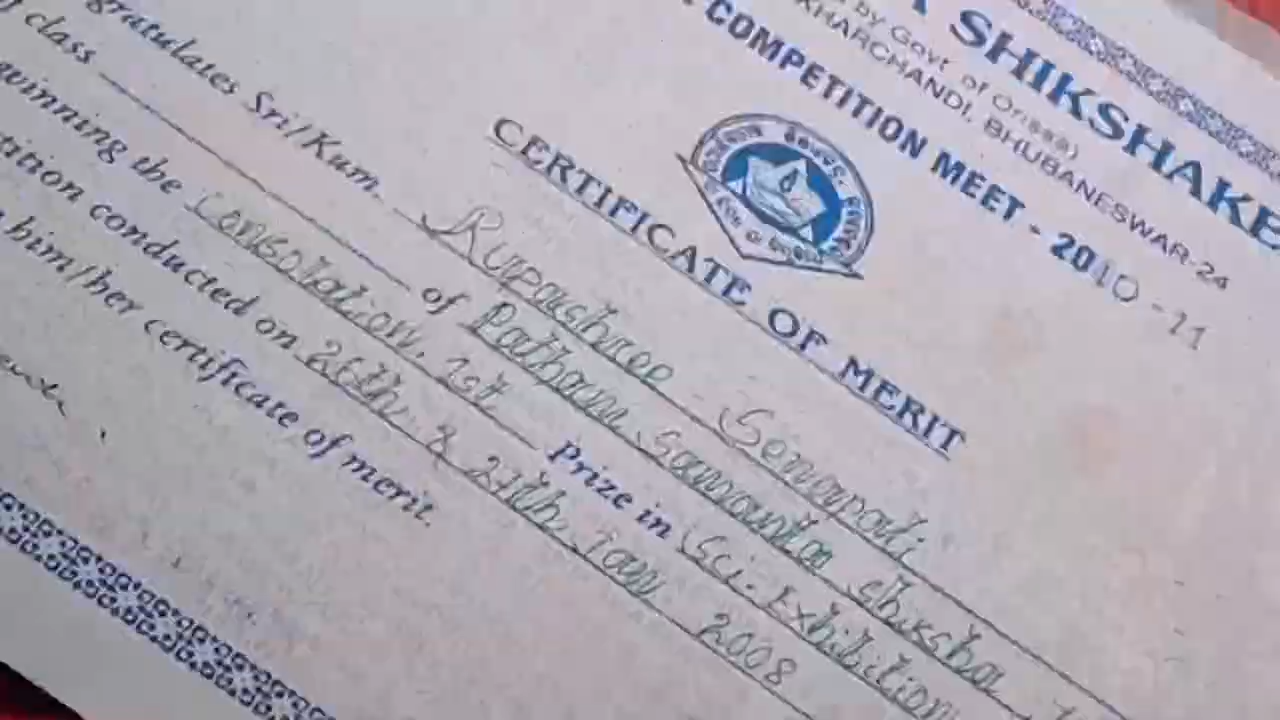 SHIKSHAKE
by Govt of Orissa)
KHARCHANDI, BHUBANESWAR-24
COMPETITION MEET - 2010 - 11
CERTIFICATE OF MERIT
gratulates Sri/Kum. Rupashree Senapati
class of Pathani Samanta Shiksha
winning the Consolation. 1st. Prize in Sci. Exhibition
tition conducted on 26th & 27th Jan 2008
him/her certificate of merit.